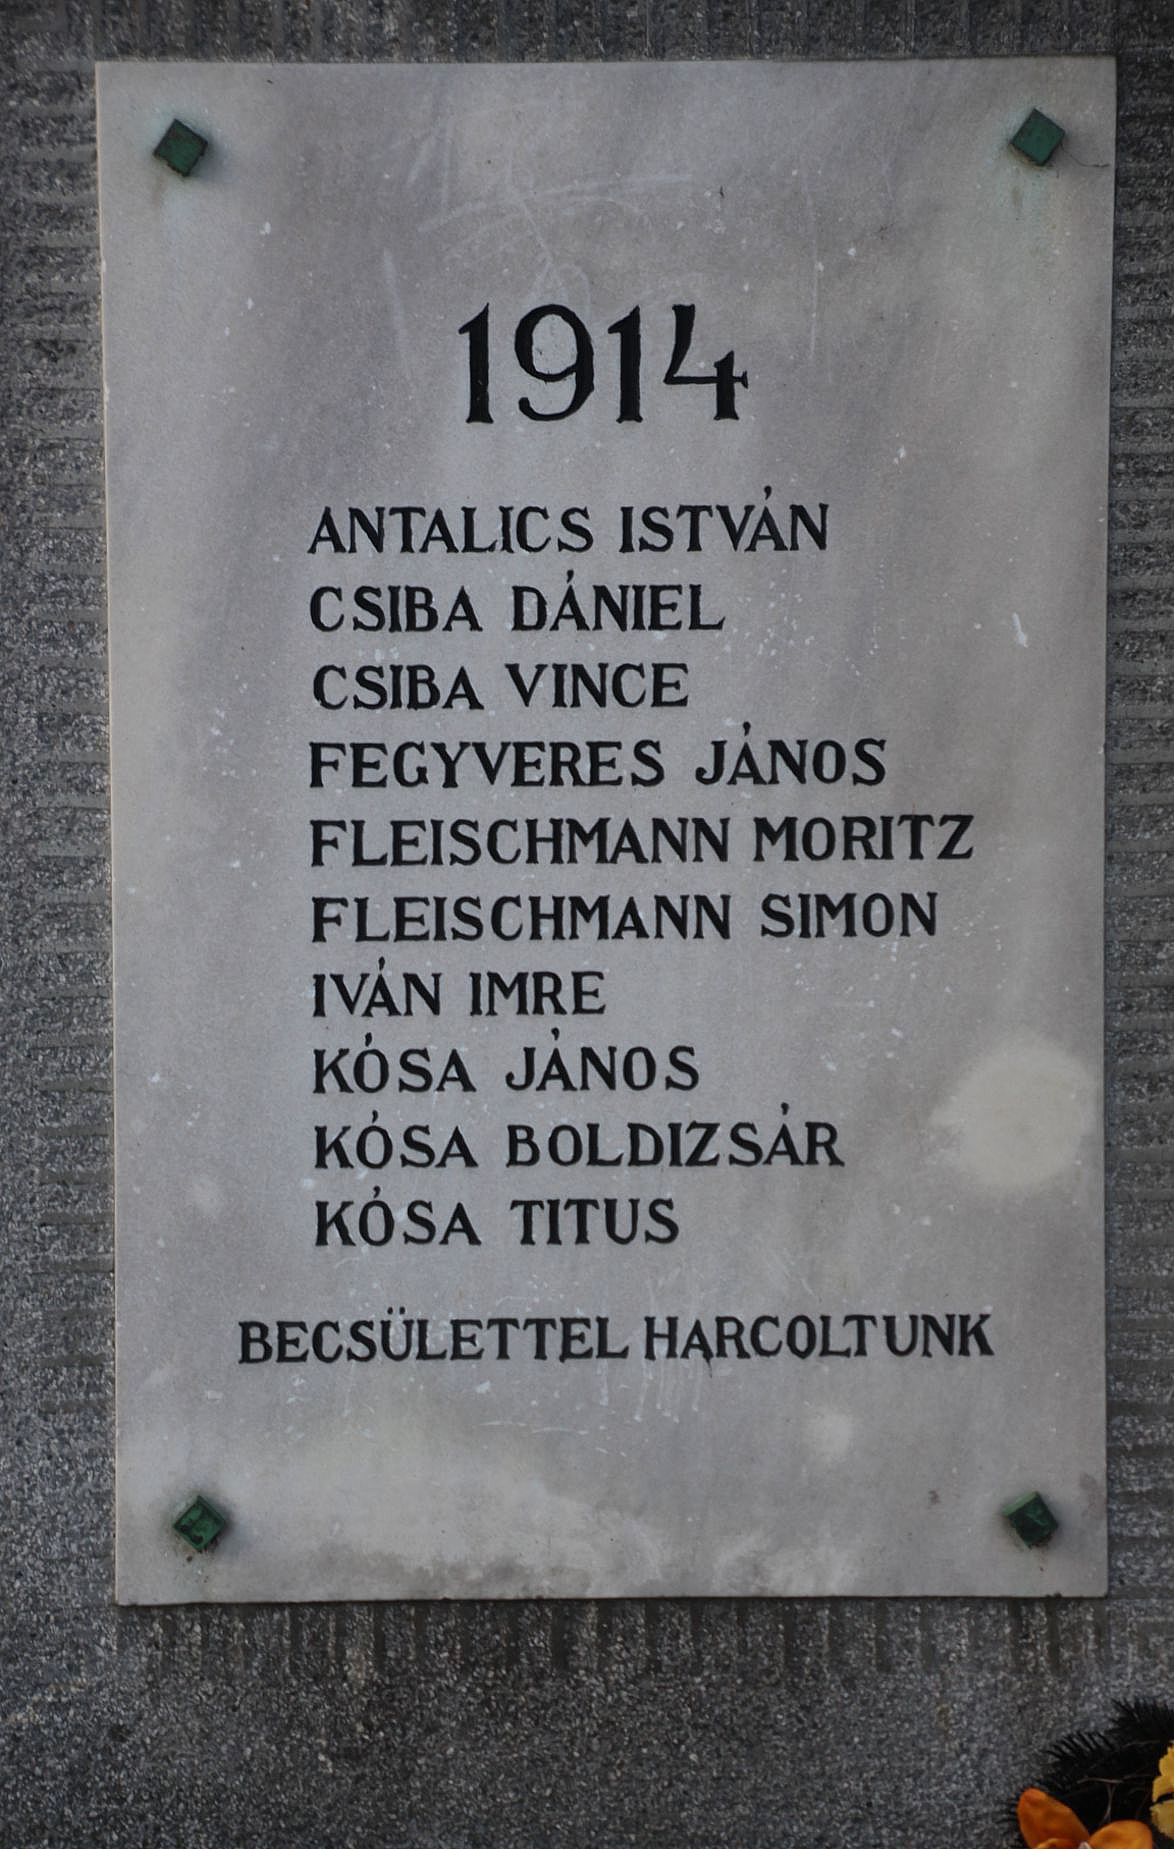 1914
ANTALICS ISTVÁN
CSIBA DÁNIEL
CSIBA VINCE
FEGYVERES JÁNOS
FLEISCHMANN MORITZ
FLEISCHMANN SIMON
IVÁN IMRE
KÓSA JÁNOS
KÓSA BOLDIZSÁR
KÓSA TITUS
BECSÜLETTEL HARCOLTUNK